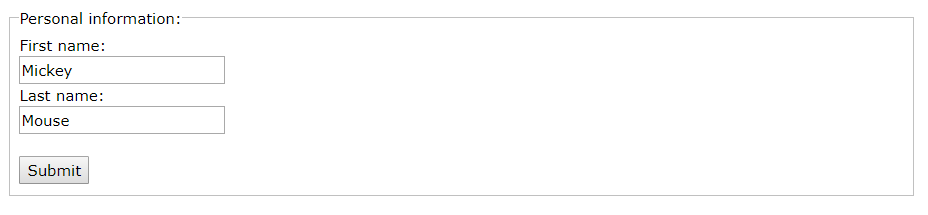 Personal information:
First name:
Mickey
Last name:
Mouse
Submit